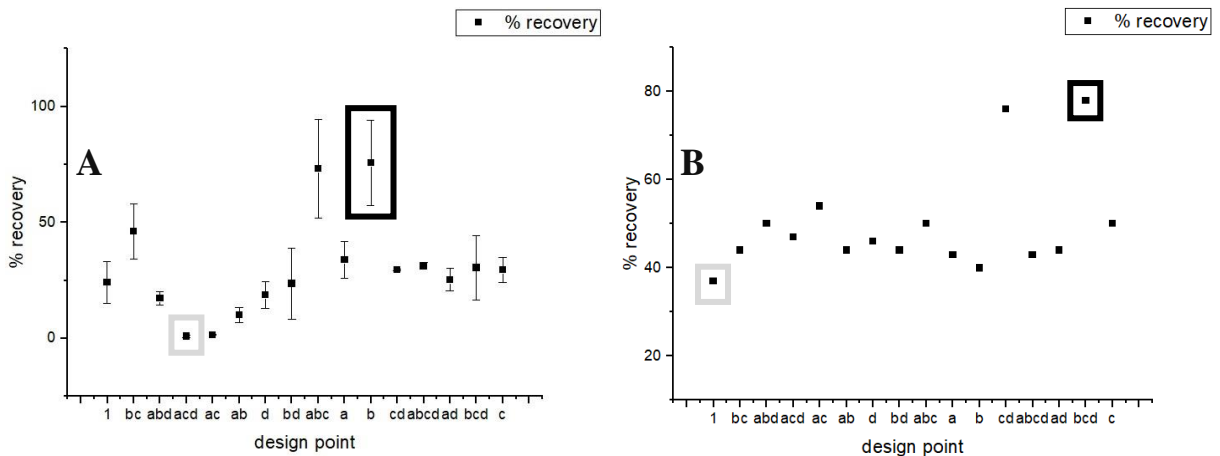 % recovery
100
50
0
% recovery
A
1 bc abd acd ac ab d bd abc a b cd abcd ad bcd c
design point
% recovery
80
60
40
20
% recovery
B
1 bc abd acd ac ab d bd abc a b cd abcd ad bcd c
design point